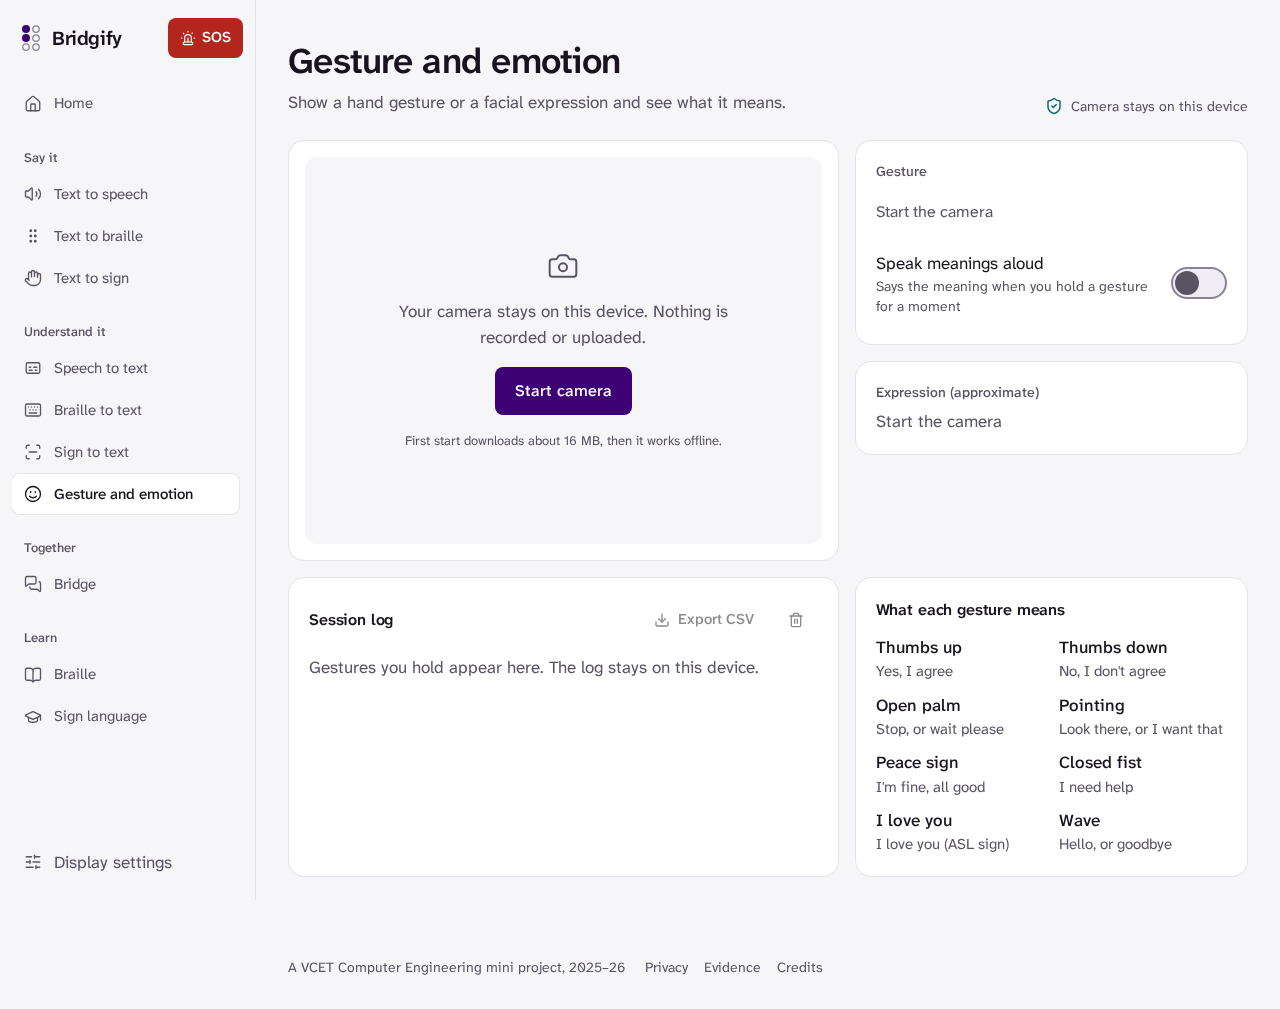 Bridgify
SOS
Home
Say it
Text to speech
Text to braille
Text to sign
Understand it
Speech to text
Braille to text
Sign to text
Gesture and emotion
Together
Bridge
Learn
Braille
Sign language
Display settings
Gesture and emotion
Show a hand gesture or a facial expression and see what it means.
Camera stays on this device
Your camera stays on this device. Nothing is
recorded or uploaded.
Start camera
First start downloads about 16 MB, then it works offline.
Gesture
Start the camera
Speak meanings aloud
Says the meaning when you hold a gesture
for a moment
Expression (approximate)
Start the camera
Session log
Export CSV
Gestures you hold appear here. The log stays on this device.
What each gesture means
Thumbs up
Yes, I agree
Thumbs down
No, I don't agree
Open palm
Stop, or wait please
Pointing
Look there, or I want that
Peace sign
I'm fine, all good
Closed fist
I need help
I love you
I love you (ASL sign)
Wave
Hello, or goodbye
A VCET Computer Engineering mini project, 2025–26
Privacy
Evidence
Credits